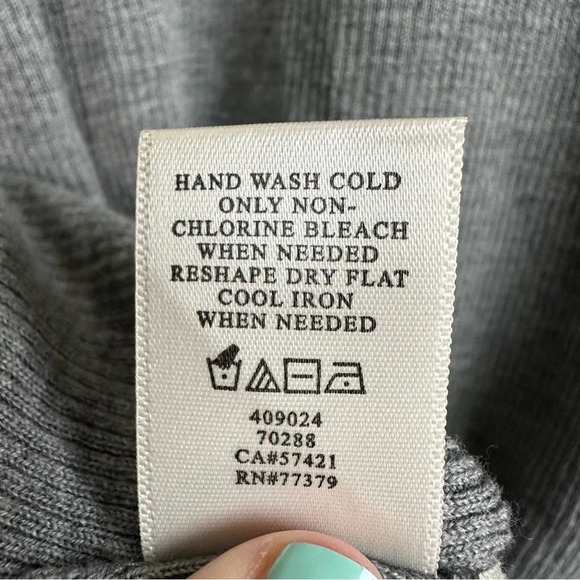 HAND WASH COLD
ONLY NON-
CHLORINE BLEACH
WHEN NEEDED
RESHAPE DRY FLAT
COOL IRON
WHEN NEEDED
409024
70288
CA#57421
RN#77379